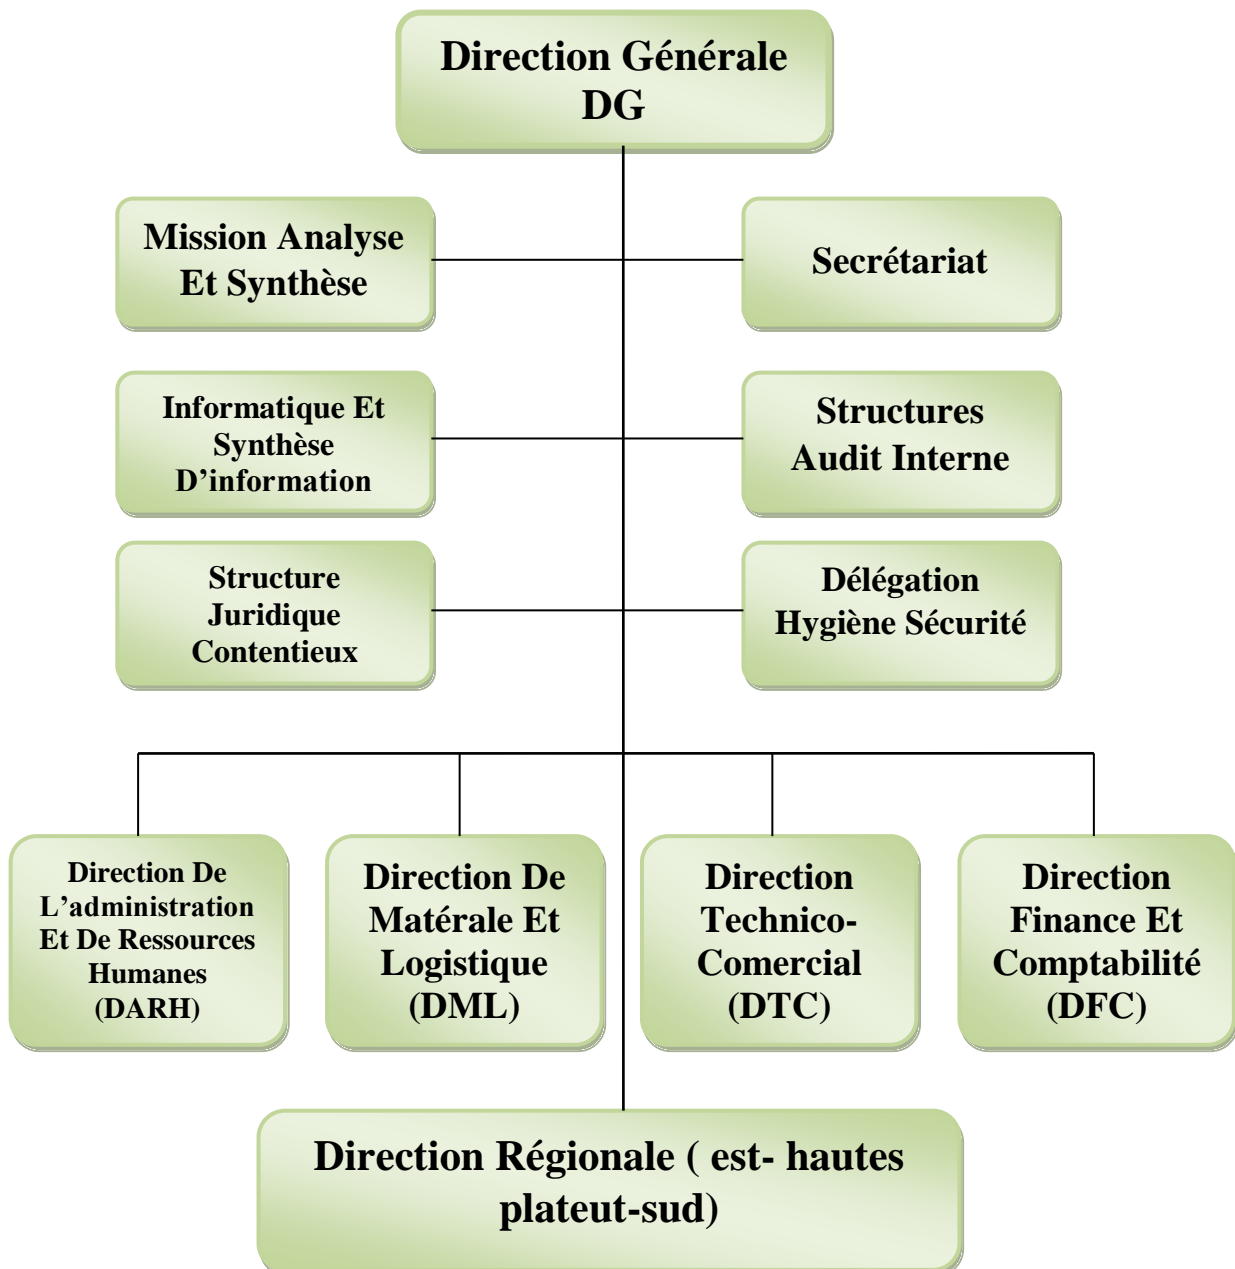 Direction Générale
DG
Mission Analyse
Et Synthèse
Secrétariat
Informatique Et
Synthèse
D’information
Structures
Audit Interne
Structure
Juridique
Contentieux
Délégation
Hygiène Sécurité
Direction De
L’administration
Et De Ressources
Humanes
(DARH)
Direction De
Matérale Et
Logistique
(DML)
Direction
Technico-
Comercial
(DTC)
Direction
Finance Et
Comptabilité
(DFC)
Direction Régionale ( est- hautes
plateut-sud)